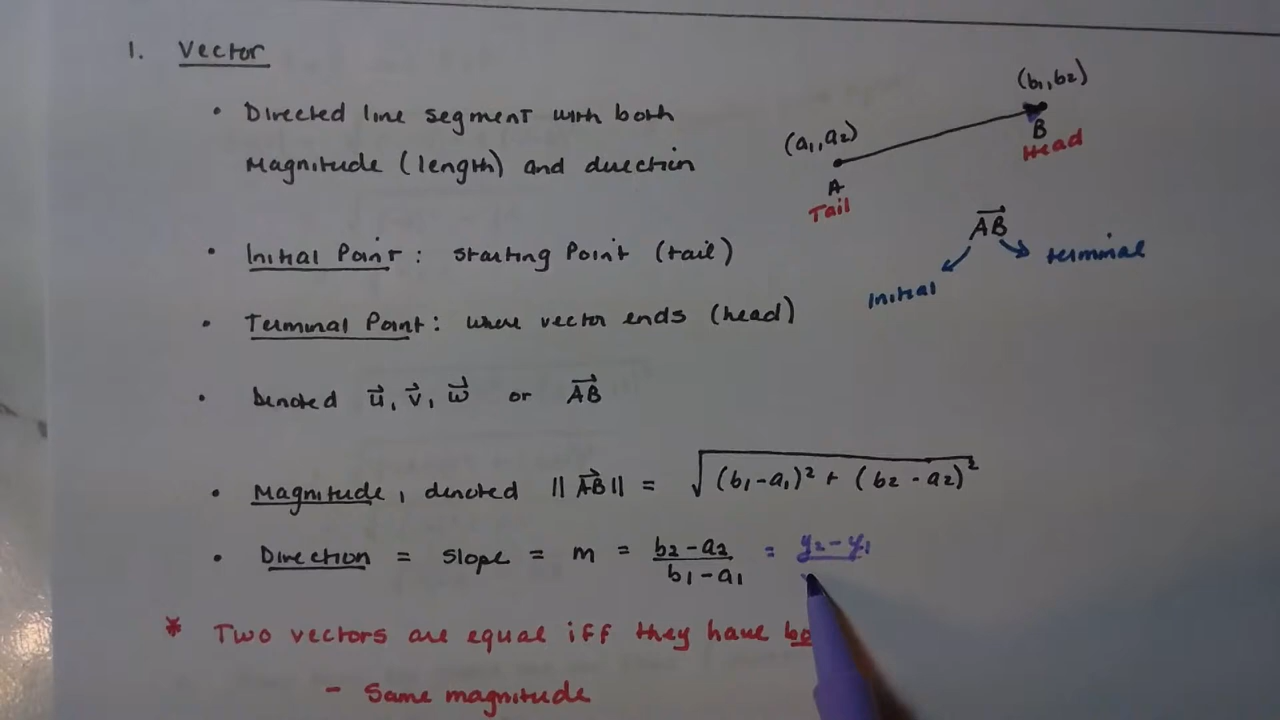 1. Vector
• Directed line segment with both
Magnitude (length) and direction
• Initial Point: starting Point (tail)
• Terminal Point: where vector ends (head)
• Denoted u⃗, v⃗, w⃗ or A⃗B⃗
• Magnitude, denoted ||A⃗B⃗|| = √(b₁-a₁)² + (b₂-a₂)²
• Direction = slope = m = b₂-a₂ / b₁-a₁ = y₂-y₁
* Two vectors are equal iff they have
- Same magnitude
(a₁,a₂)
A
Tail
(b₁,b₂)
B
Head
A⃗B⃗
Initial
terminal